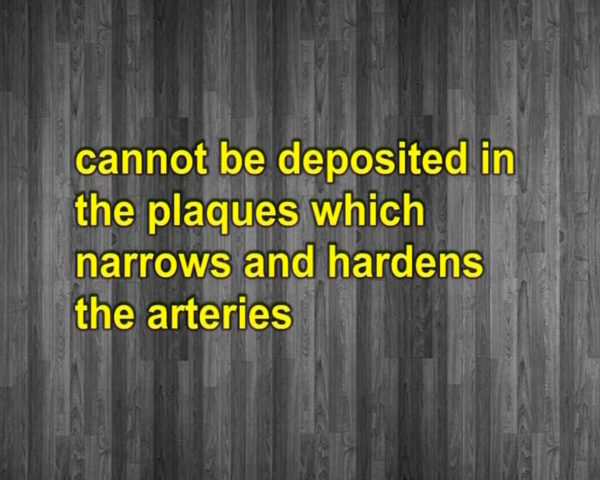 cannot be deposited in
the plaques which
narrows and hardens
the arteries